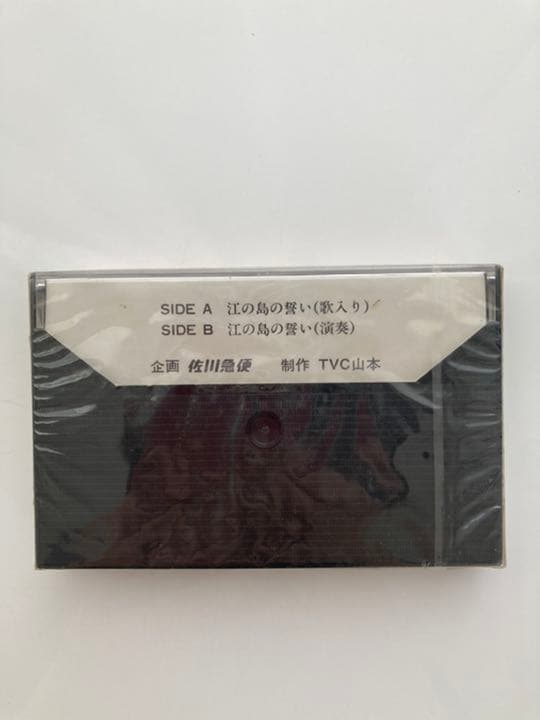 SIDE A 江の島の誓い(歌入り)
SIDE B 江の島の誓い(演奏)
企画 佐川急便 制作 TVC山本